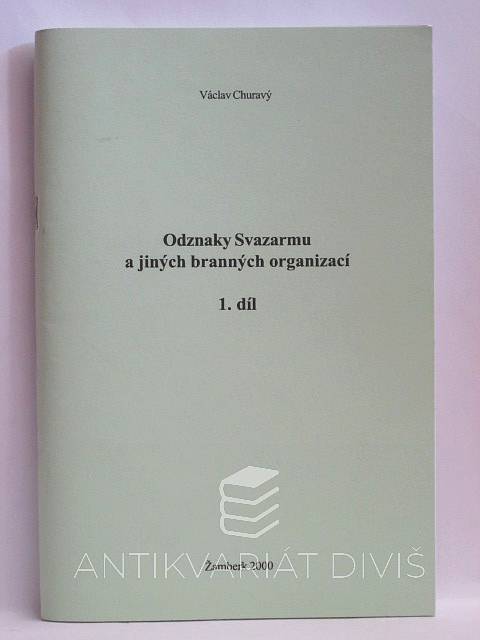 Václav Churavý
Odznaky Svazarmu
a jiných branných organizací
1. díl
ANTIKVARIÁT DIVIŠ
Žamberk 2000